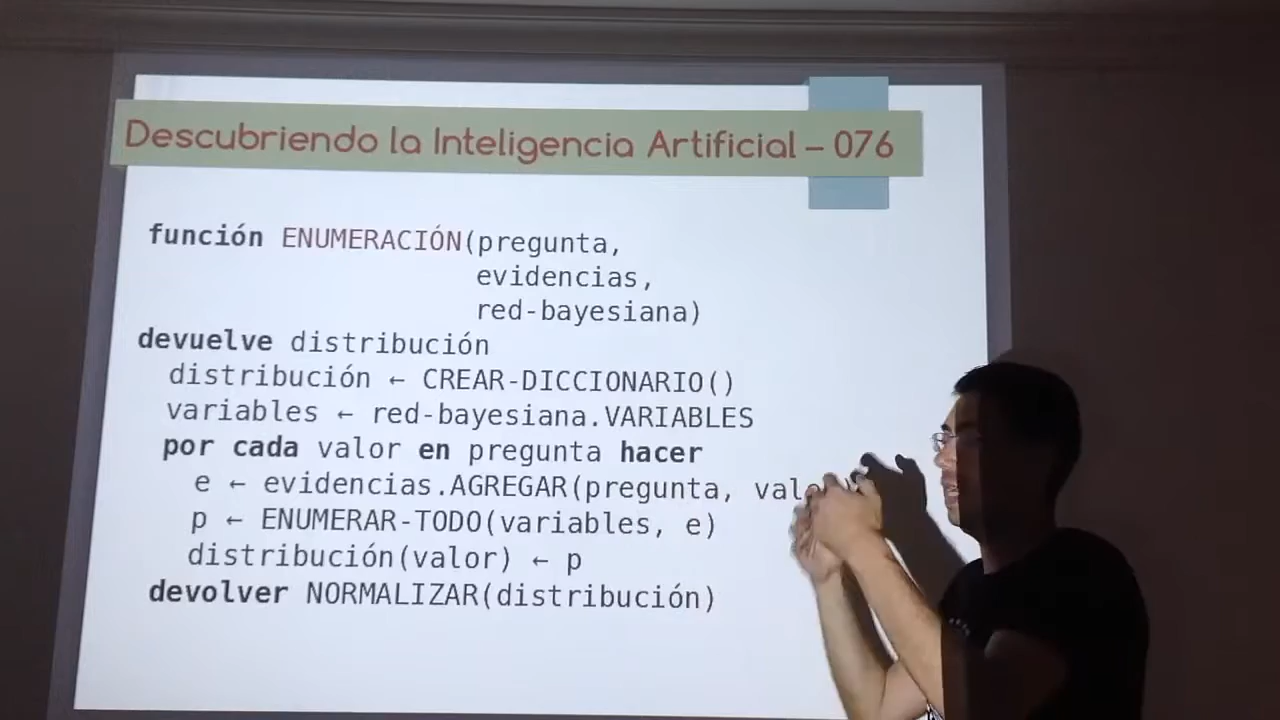 Descubriendo la Inteligencia Artificial – 076
función ENUMERACIÓN(pregunta,
evidencias,
red-bayesiana)
devuelve distribución
distribución ← CREAR-DICCIONARIO()
variables ← red-bayesiana.VARIABLES
por cada valor en pregunta hacer
e ← evidencias.AGREGAR(pregunta,
p ← ENUMERAR-TODO(variables, e)
distribución(valor) ← p
devolver NORMALIZAR(distribución)